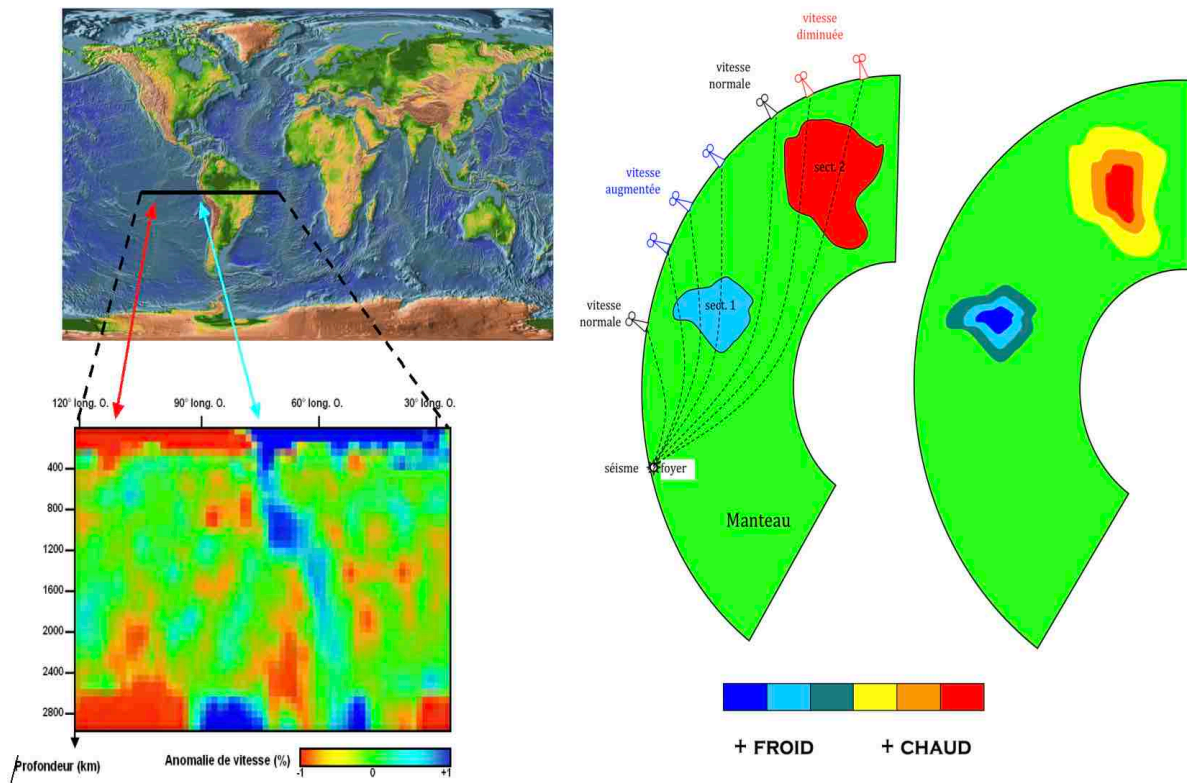 120° long. O. 90° long. O. 60° long. O. 30° long. O.
400
800
1200
1600
2000
2400
2800
Profondeur (km)
Anomalie de vitesse (%)
-1 0 +1
vitesse
diminuée
vitesse
normale
vitesse
augmentée
vitesse
normale
sect. 2
sect. 1
séisme foyer
Manteau
+ FROID + CHAUD